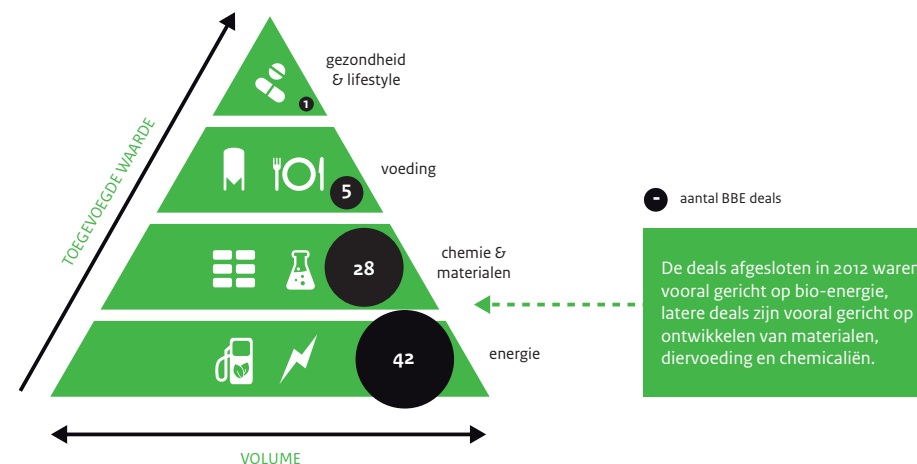 gezondheid
& lifestyle
1
TOEGEVOEGDE WAARDE
voeding
5
- aantal BBE deals
chemie &
materialen
28
De deals afgesloten in 2012 waren
vooral gericht op bio-energie,
latere deals zijn vooral gericht op
ontwikkelen van materialen,
diervoeding en chemicaliën.
energie
42
VOLUME